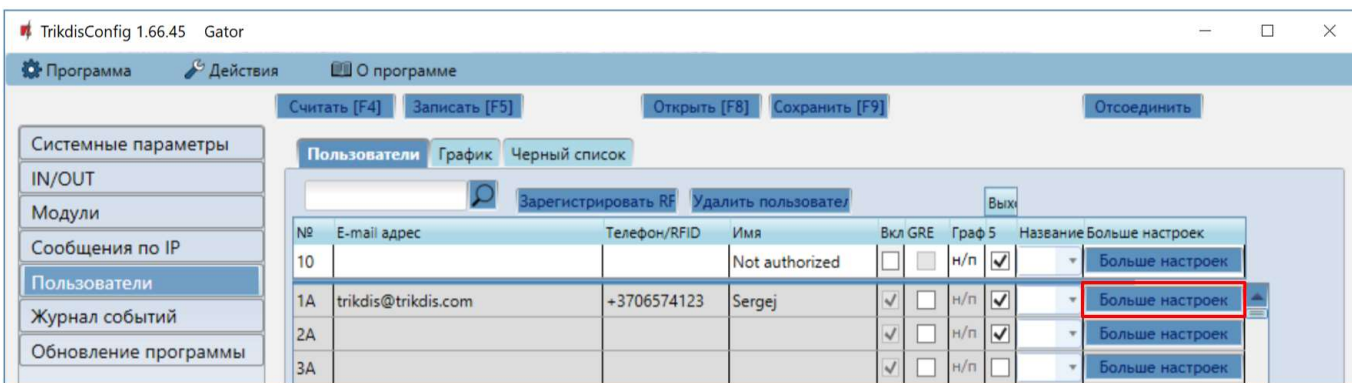 TrikdisConfig 1.66.45 Gator
Программа Действия О программе
Считать [F4] Записать [F5] Открыть [F8] Сохранить [F9] Отсоединить
Системные параметры
IN/OUT
Модули
Сообщения по IP
Пользователи
Журнал событий
Обновление программы
Пользователи График Черный список
Зарегистрировать RF Удалить пользовател Вых
№ E-mail адрес Телефон/RFID Имя Вкл GRE Граф 5 Название Больше настроек
10 Not authorized н/п Больше настроек
1A trikdis@trikdis.com +3706574123 Sergej н/п Больше настроек
2A н/п Больше настроек
3A н/п Больше настроек